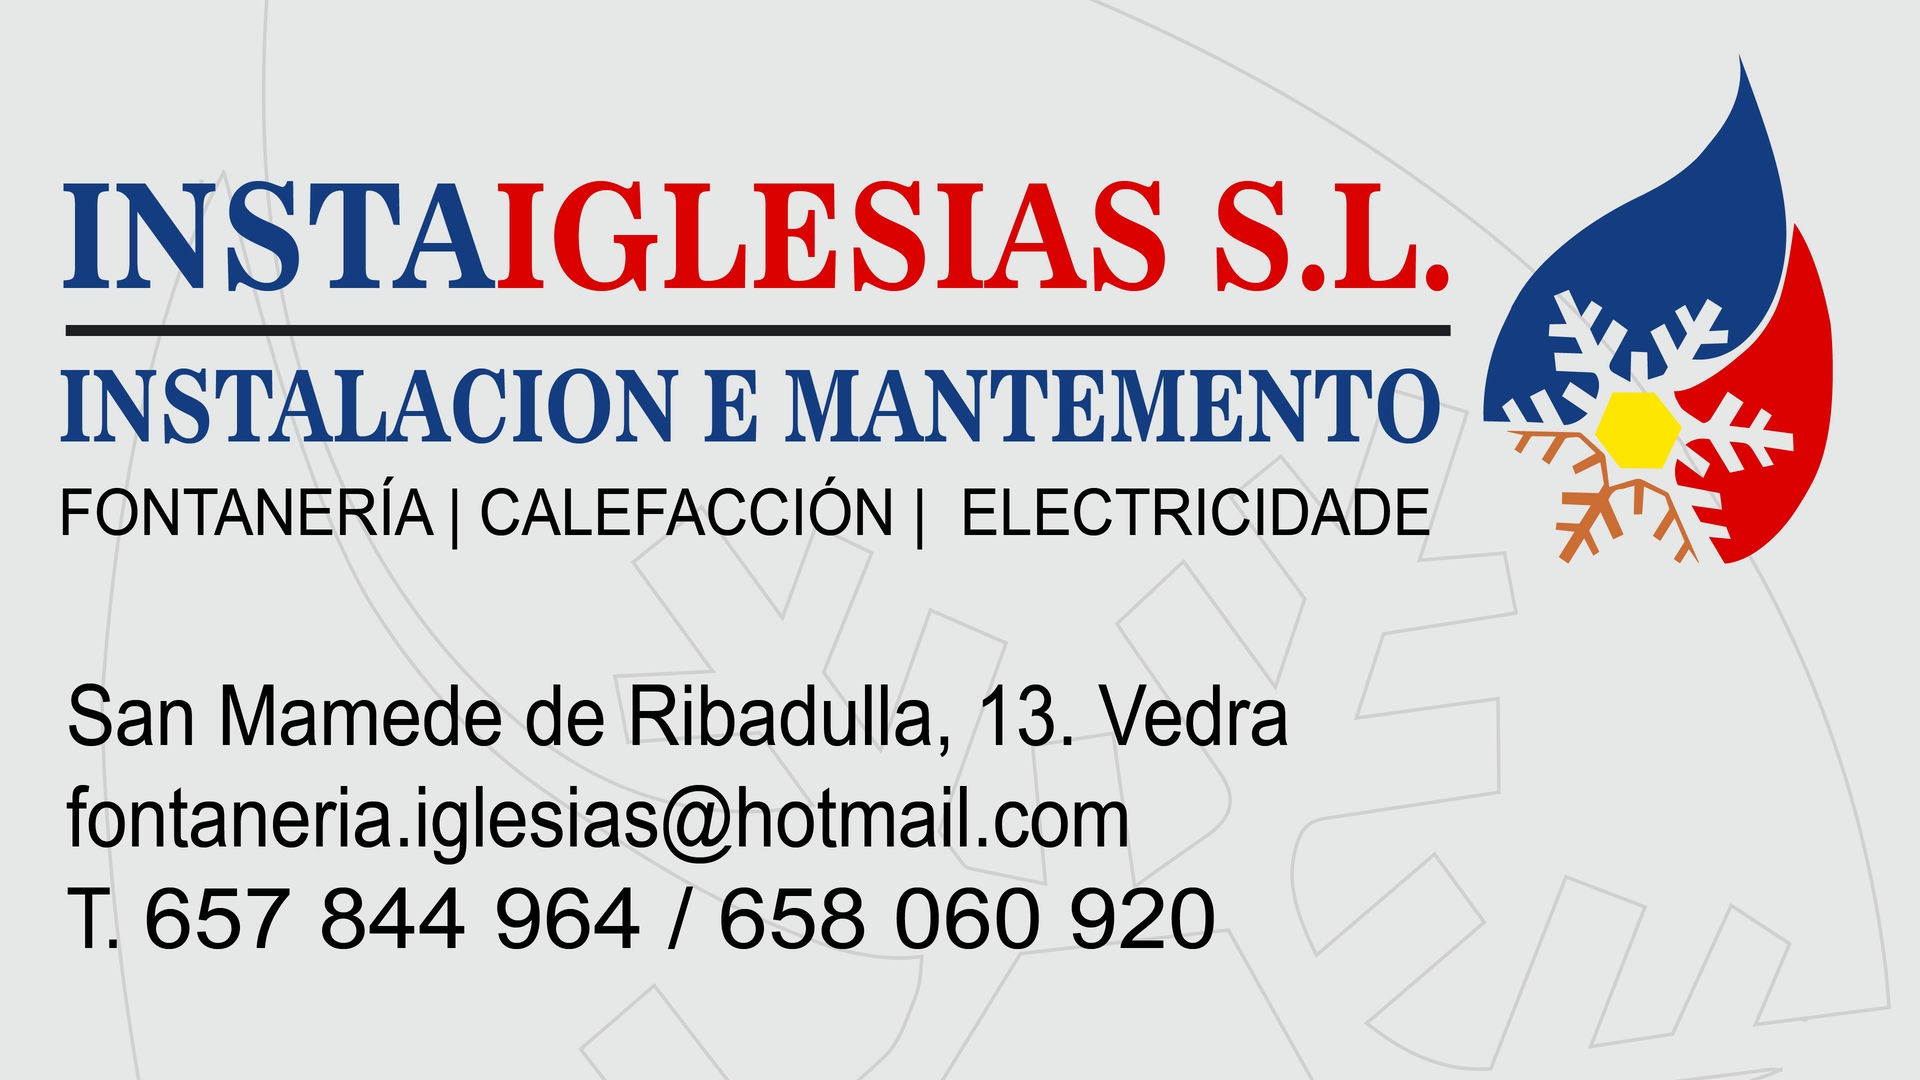 INSTAIGLESIAS S.L.
INSTALACION E MANTEMENTO
FONTANERÍA | CALEFACCIÓN | ELECTRICIDADE
San Mamede de Ribadulla, 13. Vedra
fontaneria.iglesias@hotmail.com
T. 657 844 964 / 658 060 920